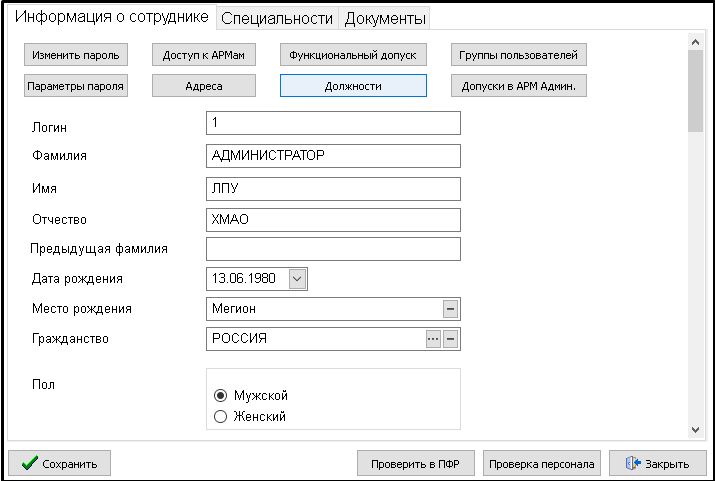 Информация о сотруднике Специальности Документы
Изменить пароль Доступ к АРМам Функциональный допуск Группы пользователей
Параметры пароля Адреса Должности Допуски в АРМ Админ.
Логин 1
Фамилия АДМИНИСТРАТОР
Имя ЛПУ
Отчество ХМАО
Предыдущая фамилия
Дата рождения 13.06.1980
Место рождения Мегион
Гражданство РОССИЯ
Пол
Мужской
Женский
Сохранить Проверить в ПФР Проверка персонала Закрыть